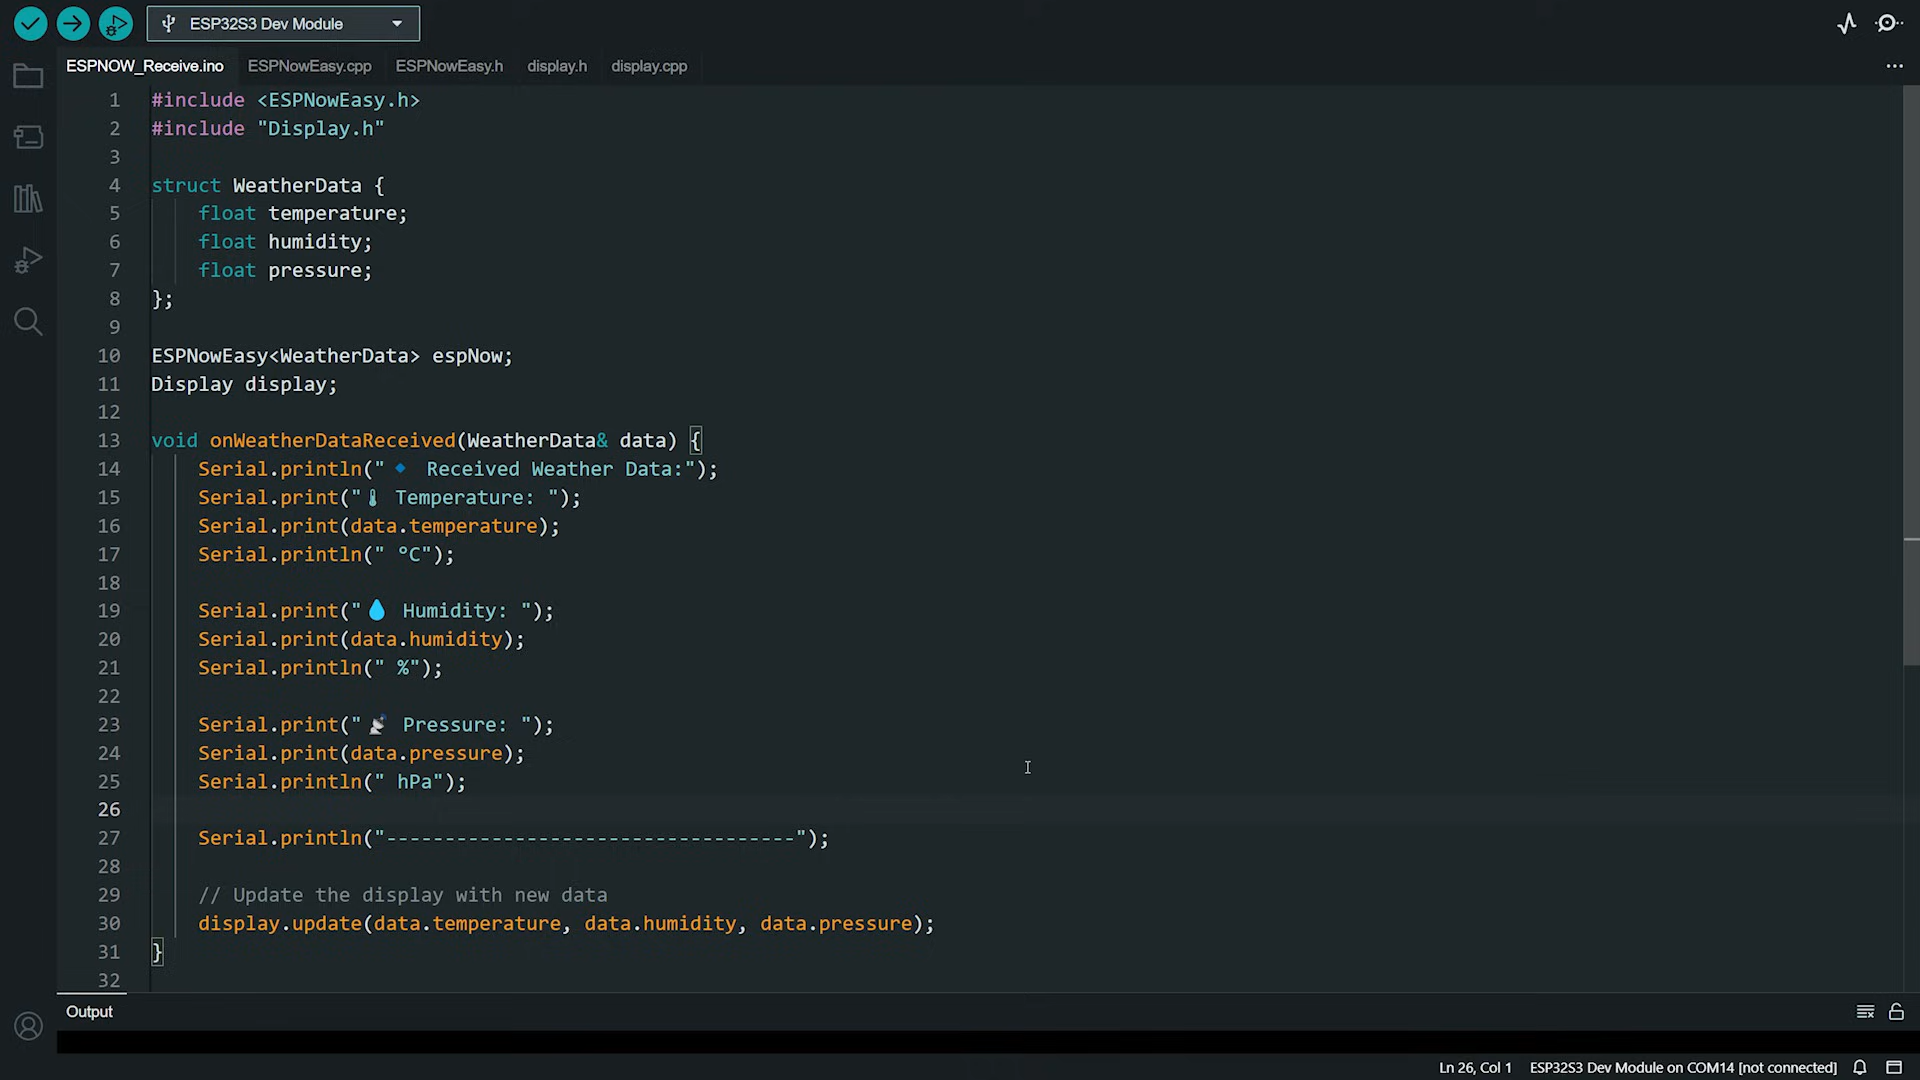 ESP32S3 Dev Module
ESPNOW_Receive.ino ESPNowEasy.cpp ESPNowEasy.h display.h display.cpp
1 #include <ESPNowEasy.h>
2 #include "Display.h"
3
4 struct WeatherData {
5 float temperature;
6 float humidity;
7 float pressure;
8 };
9
10 ESPNowEasy<WeatherData> espNow;
11 Display display;
12
13 void onWeatherDataReceived(WeatherData& data) {
14 Serial.println("🔹 Received Weather Data:");
15 Serial.print("🌡 Temperature: ");
16 Serial.print(data.temperature);
17 Serial.println(" °C");
18
19 Serial.print("💧 Humidity: ");
20 Serial.print(data.humidity);
21 Serial.println(" %");
22
23 Serial.print("📡 Pressure: ");
24 Serial.print(data.pressure);
25 Serial.println(" hPa");
26
27 Serial.println("-----------------------------------");
28
29 // Update the display with new data
30 display.update(data.temperature, data.humidity, data.pressure);
31 }
32
Output
Ln 26, Col 1 ESP32S3 Dev Module on COM14 [not connected]